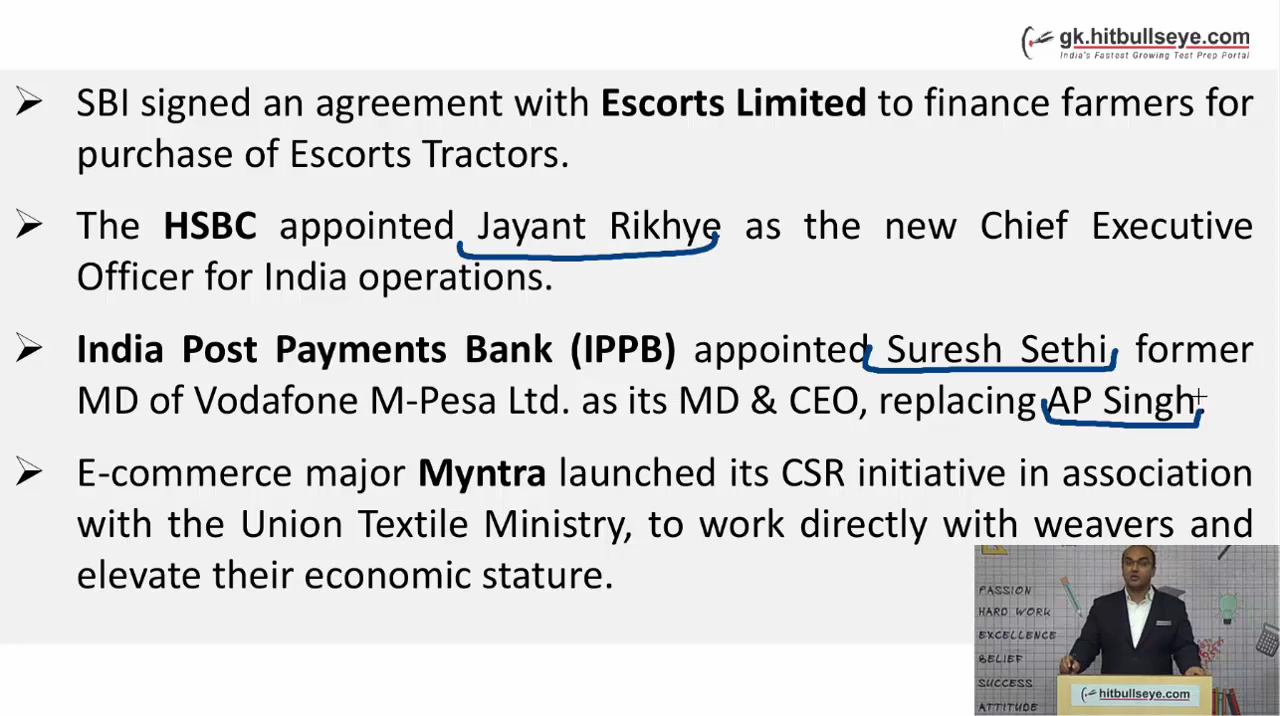 gk.hitbullseye.com
India's Fastest Growing Test Prep Portal
➢ SBI signed an agreement with Escorts Limited to finance farmers for
purchase of Escorts Tractors.
➢ The HSBC appointed Jayant Rikhye as the new Chief Executive
Officer for India operations.
➢ India Post Payments Bank (IPPB) appointed Suresh Sethi, former
MD of Vodafone M-Pesa Ltd. as its MD & CEO, replacing AP Singh.
➢ E-commerce major Myntra launched its CSR initiative in association
with the Union Textile Ministry, to work directly with weavers and
elevate their economic stature.
PASSION
HARD WORK
EXCELLENCE
BELIEF
SUCCESS
ATTITUDE
hitbullseye.com